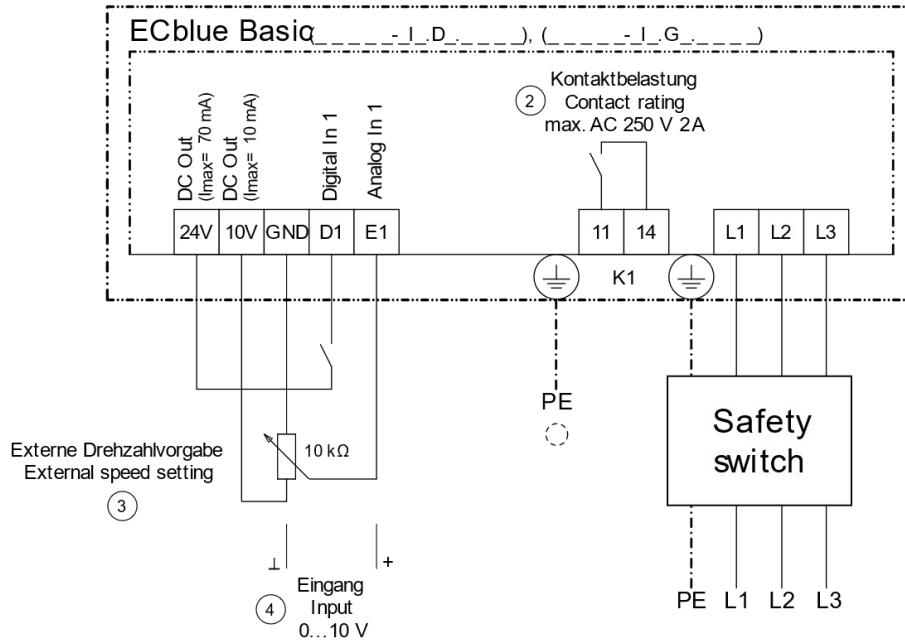 ECblue Basic (_ _ _ _ _-_I_.D_._ _ _ _), (_ _ _ _ _-_I_.G_._ _ _ _)
Kontaktbelastung
2 Contact rating
max. AC 250 V 2A
DC Out
(Imax= 70 mA)
DC Out
(Imax= 10 mA)
Digital In 1
Analog In 1
24V 10V GND D1 E1
11 14
L1 L2 L3
K1
PE
Safety
switch
Externe Drehzahlvorgabe
External speed setting
3
10 kΩ
⊥ +
4 Eingang
Input
0...10 V
PE L1 L2 L3